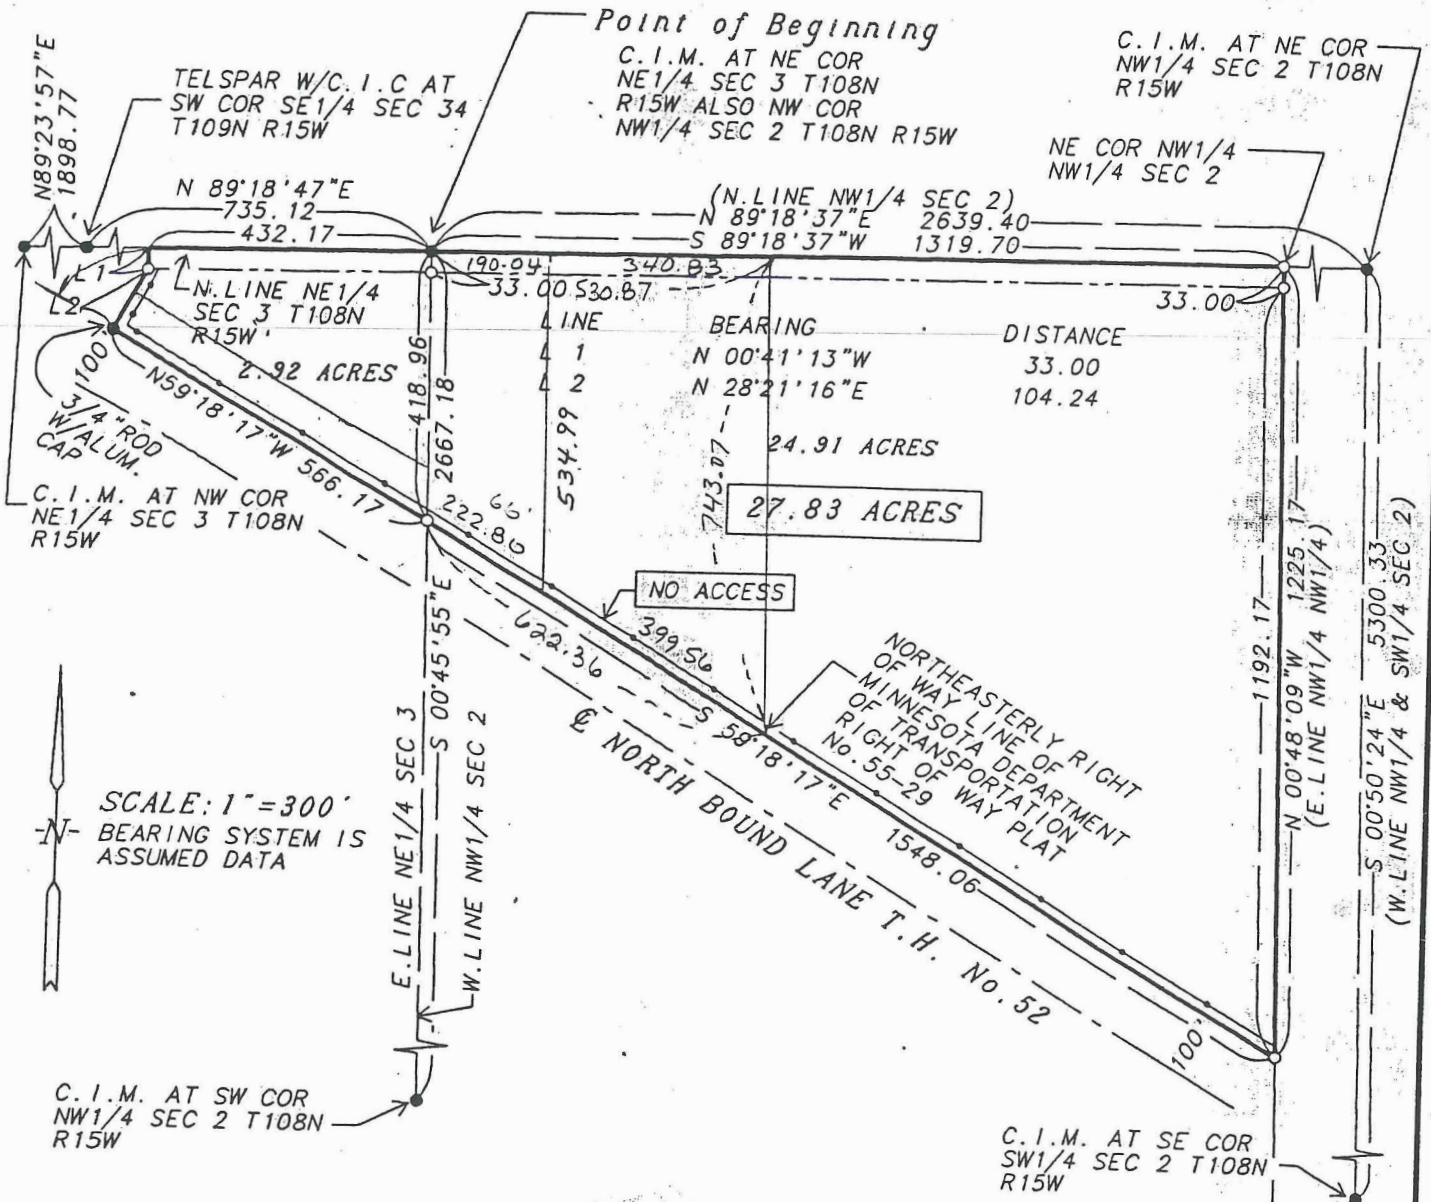 Point of Beginning
C.I.M. AT NE COR
NE1/4 SEC 3 T108N
R15W ALSO NW COR
NW1/4 SEC 2 T108N R15W
C.I.M. AT NE COR
NW1/4 SEC 2 T108N
R15W
TELSPAR W/C.I.C AT
SW COR SE1/4 SEC 34
T109N R15W
N89°23'57"E
1898.77
NE COR NW1/4
NW1/4 SEC 2
N 89°18'47"E
735.12
432.17
(N.LINE NW1/4 SEC 2)
N 89°18'37"E 2639.40
S 89°18'37"W 1319.70
L 1
L2
N.LINE NE1/4
SEC 3 T108N
R15W
190.04
340.83
33.00
530.87
33.00
LINE BEARING DISTANCE
L 1 N 00°41'13"W 33.00
L 2 N 28°21'16"E 104.24
2.92 ACRES
100'
N59°18'17"W 566.17
3/4"ROD
W/ALUM.
CAP
418.96
2667.18
534.99
743.07
24.91 ACRES
27.83 ACRES
C.I.M. AT NW COR
NE1/4 SEC 3 T108N
R15W
66'
222.80
NO ACCESS
622.36
399.56
S 59°18'17"E
1548.06
NORTHEASTERLY RIGHT
OF WAY LINE OF
MINNESOTA DEPARTMENT
OF TRANSPORTATION
RIGHT OF WAY PLAT
No.55-29
1192.17
N 00°48'09"W 1225.17
(E.LINE NW1/4 NW1/4)
S 00°50'24"E 5300.33
(W.LINE NW1/4 & SW1/4 SEC 2)
S 00°45'55"E
E.LINE NE1/4 SEC 3
W.LINE NW1/4 SEC 2
℄ NORTH BOUND LANE T.H. No.52
100'
SCALE: 1"=300'
-N-
BEARING SYSTEM IS
ASSUMED DATA
C.I.M. AT SW COR
NW1/4 SEC 2 T108N
R15W
C.I.M. AT SE COR
SW1/4 SEC 2 T108N
R15W